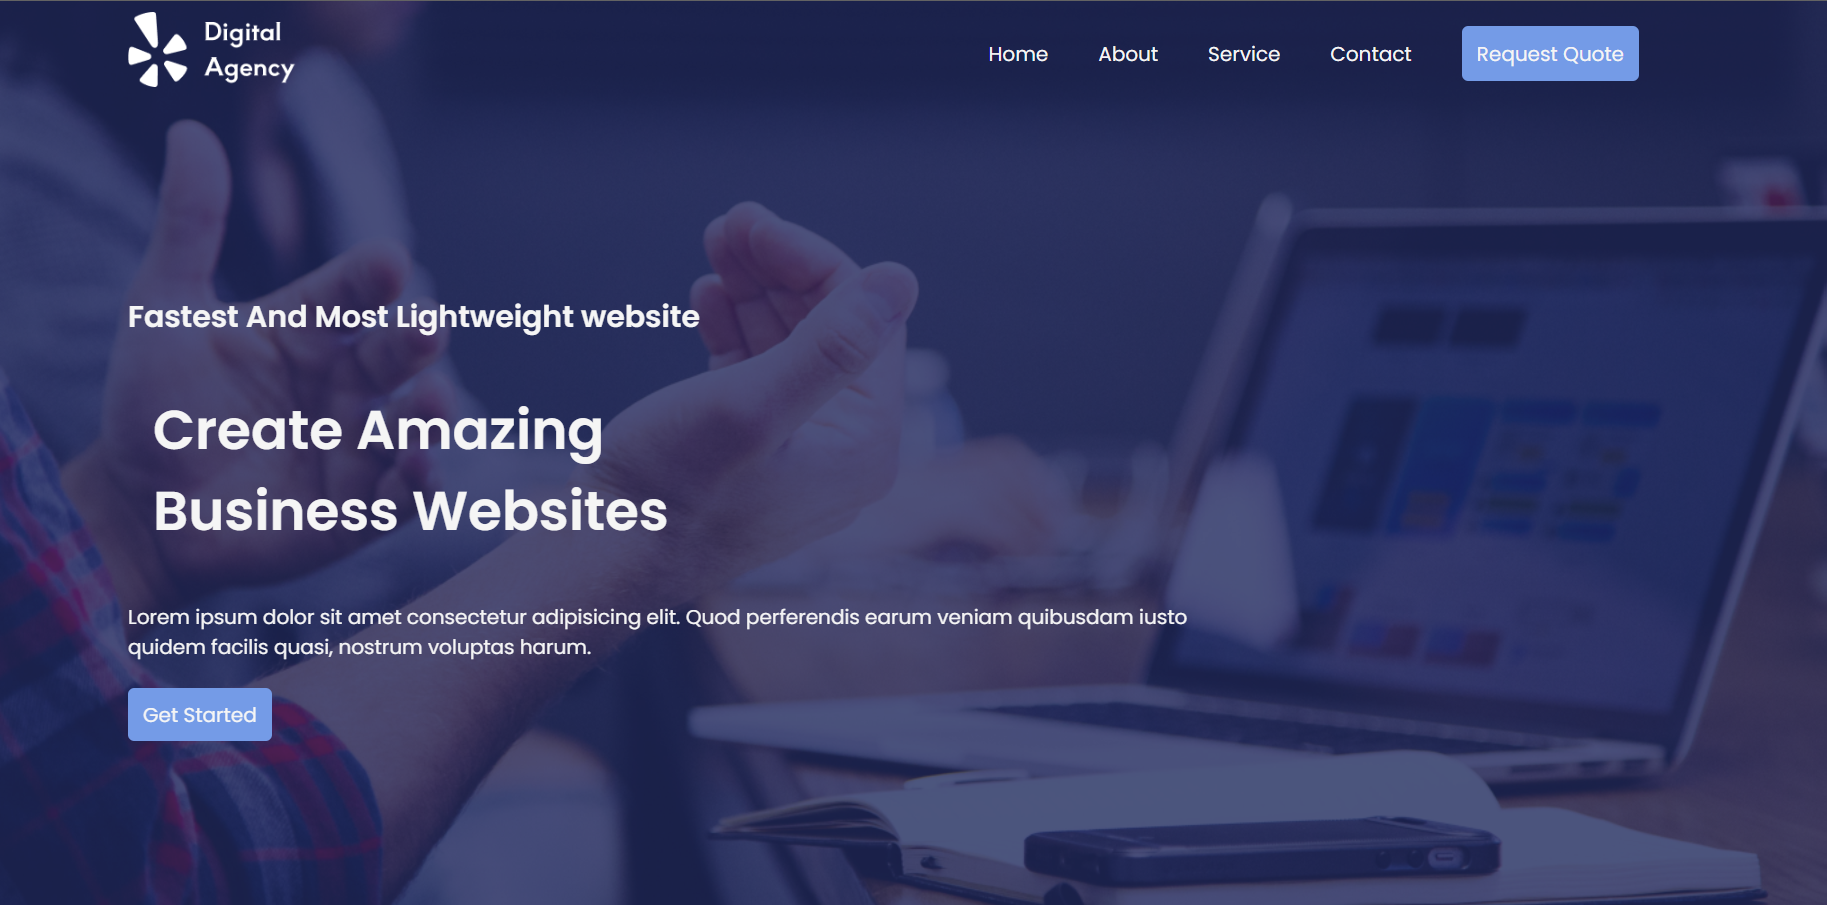 Digital
Agency
Home About Service Contact Request Quote
Fastest And Most Lightweight website
Create Amazing
Business Websites
Lorem ipsum dolor sit amet consectetur adipisicing elit. Quod perferendis earum veniam quibusdam iusto
quidem facilis quasi, nostrum voluptas harum.
Get Started